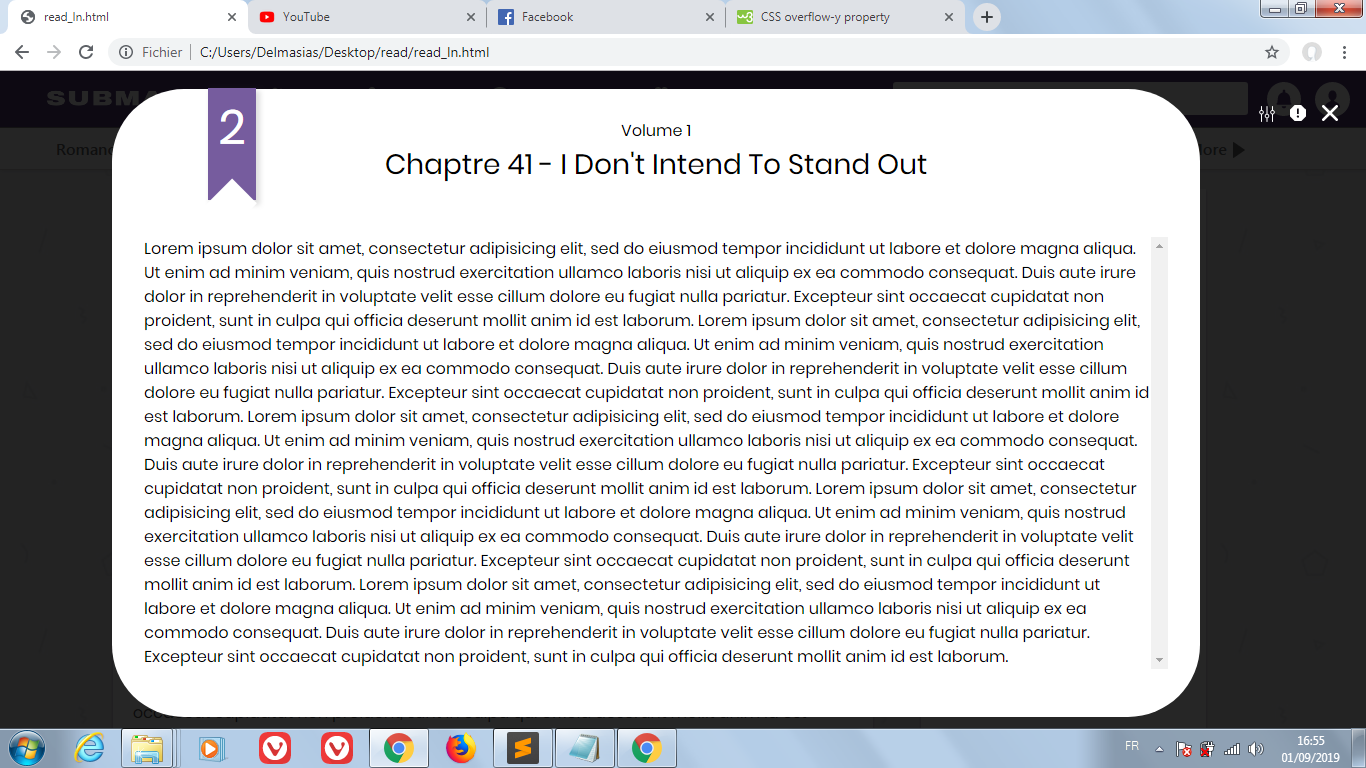 read_ln.html
YouTube
Facebook
CSS overflow-y property
Fichier
C:/Users/Delmasias/Desktop/read/read_ln.html
SUBMA
Romanc
ore
2
Volume 1
Chaptre 41 - I Don't Intend To Stand Out
Lorem ipsum dolor sit amet, consectetur adipisicing elit, sed do eiusmod tempor incididunt ut labore et dolore magna aliqua.
Ut enim ad minim veniam, quis nostrud exercitation ullamco laboris nisi ut aliquip ex ea commodo consequat. Duis aute irure
dolor in reprehenderit in voluptate velit esse cillum dolore eu fugiat nulla pariatur. Excepteur sint occaecat cupidatat non
proident, sunt in culpa qui officia deserunt mollit anim id est laborum. Lorem ipsum dolor sit amet, consectetur adipisicing elit,
sed do eiusmod tempor incididunt ut labore et dolore magna aliqua. Ut enim ad minim veniam, quis nostrud exercitation
ullamco laboris nisi ut aliquip ex ea commodo consequat. Duis aute irure dolor in reprehenderit in voluptate velit esse cillum
dolore eu fugiat nulla pariatur. Excepteur sint occaecat cupidatat non proident, sunt in culpa qui officia deserunt mollit anim id
est laborum. Lorem ipsum dolor sit amet, consectetur adipisicing elit, sed do eiusmod tempor incididunt ut labore et dolore
magna aliqua. Ut enim ad minim veniam, quis nostrud exercitation ullamco laboris nisi ut aliquip ex ea commodo consequat.
Duis aute irure dolor in reprehenderit in voluptate velit esse cillum dolore eu fugiat nulla pariatur. Excepteur sint occaecat
cupidatat non proident, sunt in culpa qui officia deserunt mollit anim id est laborum. Lorem ipsum dolor sit amet, consectetur
adipisicing elit, sed do eiusmod tempor incididunt ut labore et dolore magna aliqua. Ut enim ad minim veniam, quis nostrud
exercitation ullamco laboris nisi ut aliquip ex ea commodo consequat. Duis aute irure dolor in reprehenderit in voluptate velit
esse cillum dolore eu fugiat nulla pariatur. Excepteur sint occaecat cupidatat non proident, sunt in culpa qui officia deserunt
mollit anim id est laborum. Lorem ipsum dolor sit amet, consectetur adipisicing elit, sed do eiusmod tempor incididunt ut
labore et dolore magna aliqua. Ut enim ad minim veniam, quis nostrud exercitation ullamco laboris nisi ut aliquip ex ea
commodo consequat. Duis aute irure dolor in reprehenderit in voluptate velit esse cillum dolore eu fugiat nulla pariatur.
Excepteur sint occaecat cupidatat non proident, sunt in culpa qui officia deserunt mollit anim id est laborum.
FR
16:55
01/09/2019